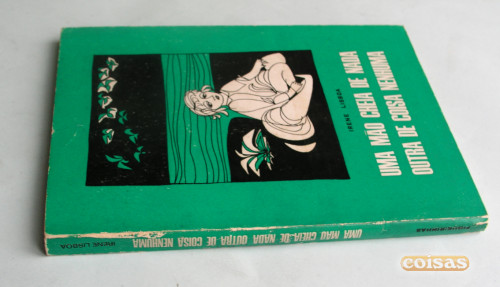 IRENE LISBOA
UMA MÃO CHEIA DE NADA
OUTRA DE COISA NENHUMA
IRENE LISBOA
UMA MÃO CHEIA DE NADA OUTRA DE COISA NENHUMA
coisas